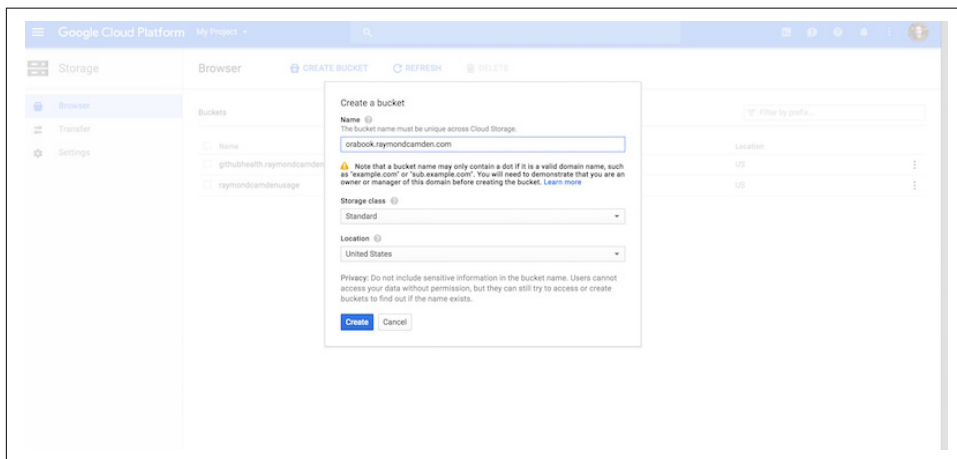 Google Cloud Platform My Project
Storage
Browser CREATE BUCKET REFRESH DELETE
Browser
Transfer
Settings
Buckets
Filter by prefix...
Name
Location
githubhealth.raymondcamden
US
raymondcamdenusage
US
Create a bucket
Name
The bucket name must be unique across Cloud Storage.
orabook.raymondcamden.com
Note that a bucket name may only contain a dot if it is a valid domain name, such
as "example.com" or "sub.example.com". You will need to demonstrate that you are an
owner or manager of this domain before creating the bucket. Learn more
Storage class
Standard
Location
United States
Privacy: Do not include sensitive information in the bucket name. Users cannot
access your data without permission, but they can still try to access or create
buckets to find out if the name exists.
Create Cancel